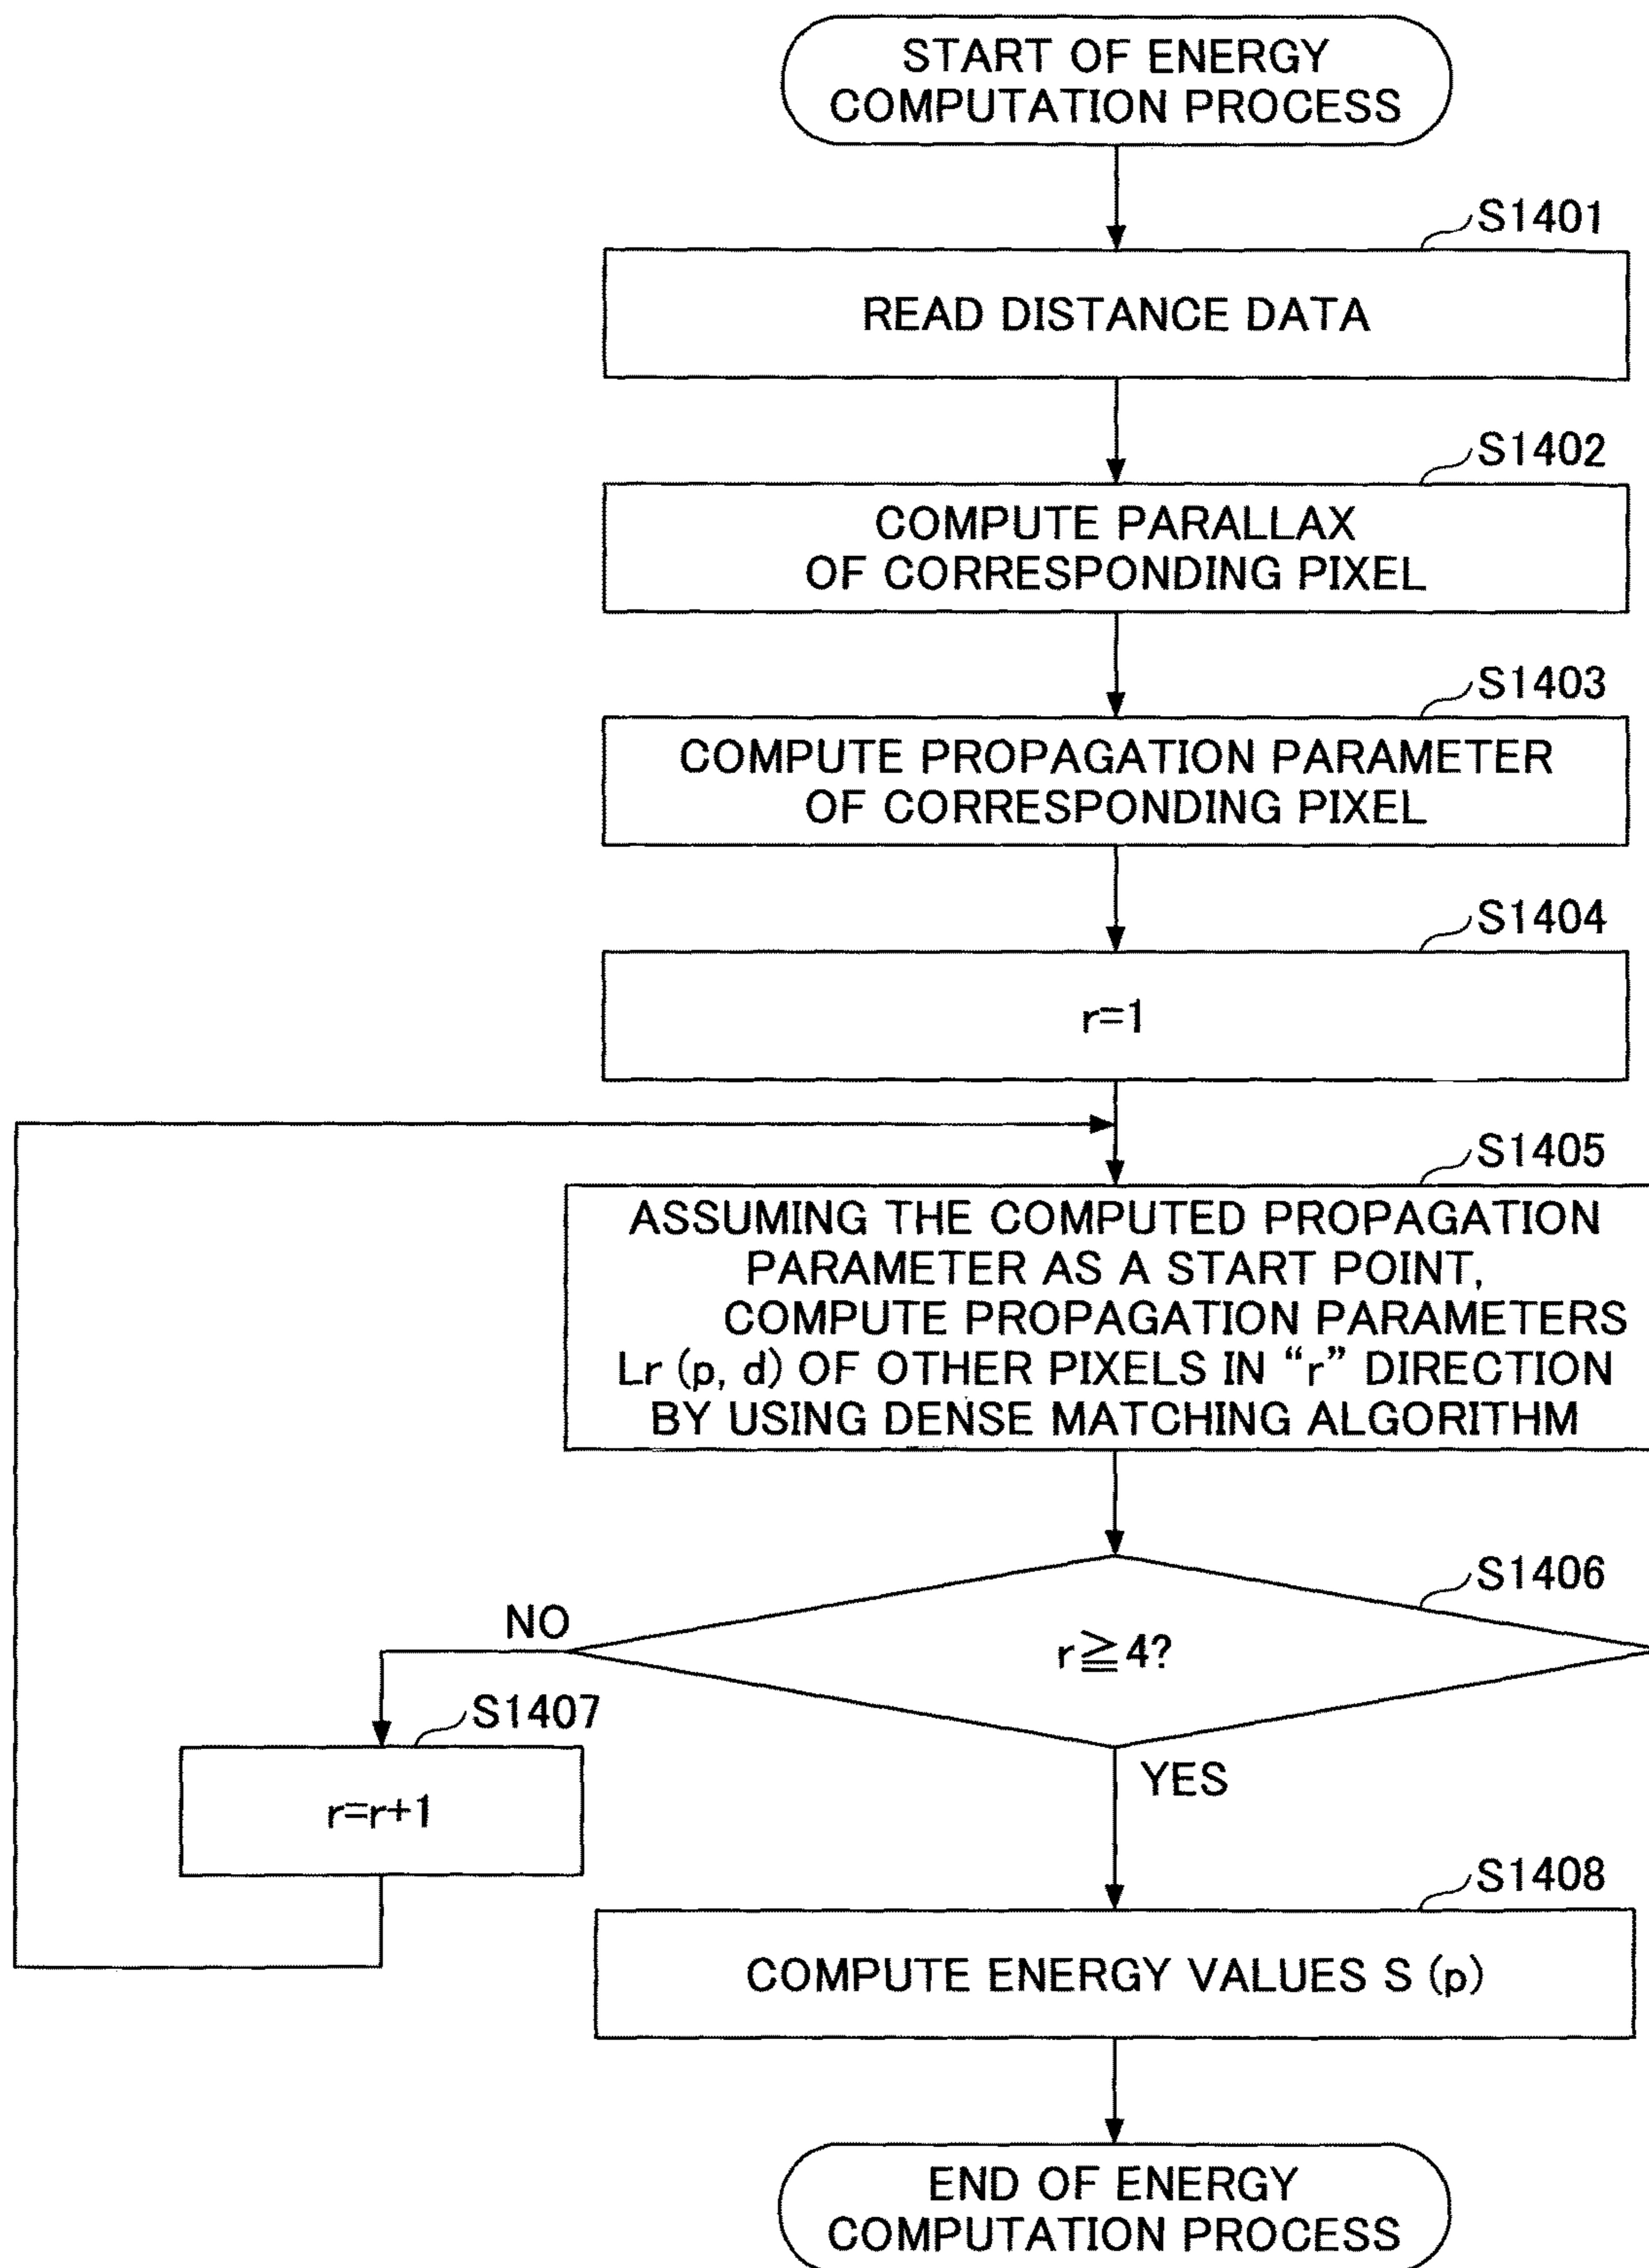 START OF ENERGY
COMPUTATION PROCESS
S1401
READ DISTANCE DATA
S1402
COMPUTE PARALLAX
OF CORRESPONDING PIXEL
S1403
COMPUTE PROPAGATION PARAMETER
OF CORRESPONDING PIXEL
S1404
r=1
S1405
ASSUMING THE COMPUTED PROPAGATION
PARAMETER AS A START POINT,
COMPUTE PROPAGATION PARAMETERS
Lr (p, d) OF OTHER PIXELS IN “r” DIRECTION
BY USING DENSE MATCHING ALGORITHM
S1406
NO
r≧4?
S1407
YES
r=r+1
S1408
COMPUTE ENERGY VALUES S (p)
END OF ENERGY
COMPUTATION PROCESS